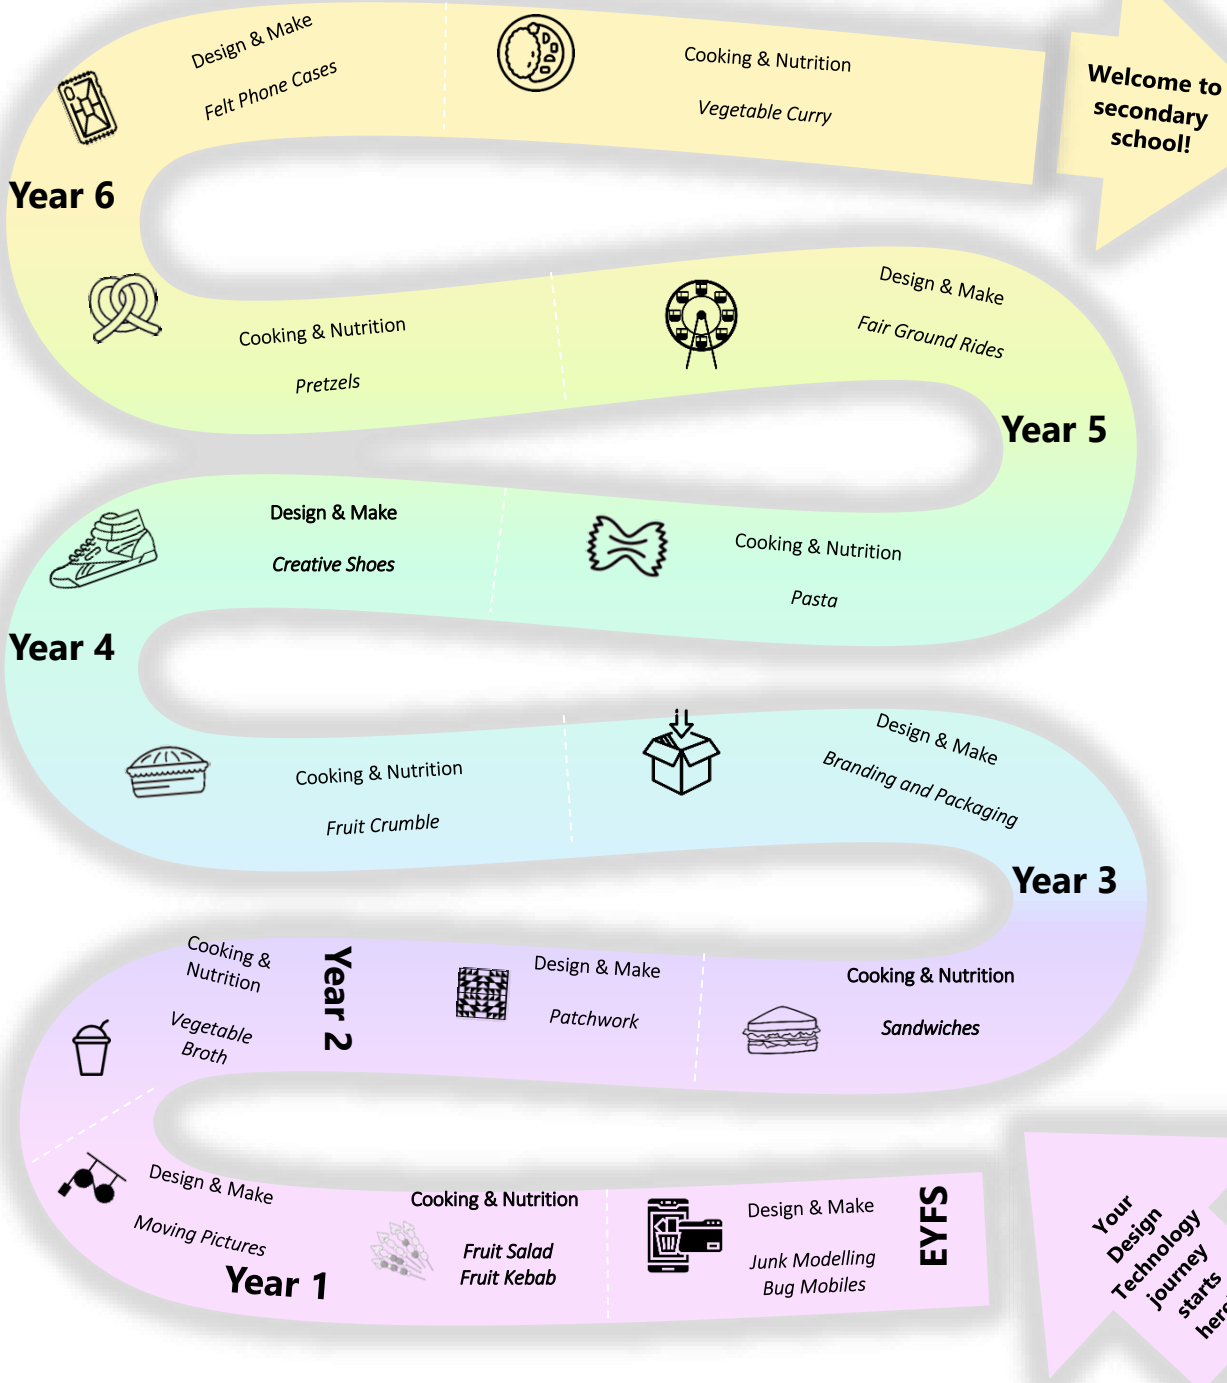 Design & Make
Felt Phone Cases
Cooking & Nutrition
Vegetable Curry
Welcome to
secondary
school!
Year 6
Cooking & Nutrition
Pretzels
Design & Make
Fair Ground Rides
Year 5
Design & Make
Creative Shoes
Cooking & Nutrition
Pasta
Year 4
Cooking & Nutrition
Fruit Crumble
Design & Make
Branding and Packaging
Year 3
Cooking &
Nutrition
Vegetable
Broth
Year 2
Design & Make
Patchwork
Cooking & Nutrition
Sandwiches
Design & Make
Moving Pictures
Year 1
Cooking & Nutrition
Fruit Salad
Fruit Kebab
Design & Make
Junk Modelling
Bug Mobiles
EYFS
Your
Design
Technology
journey
starts
here